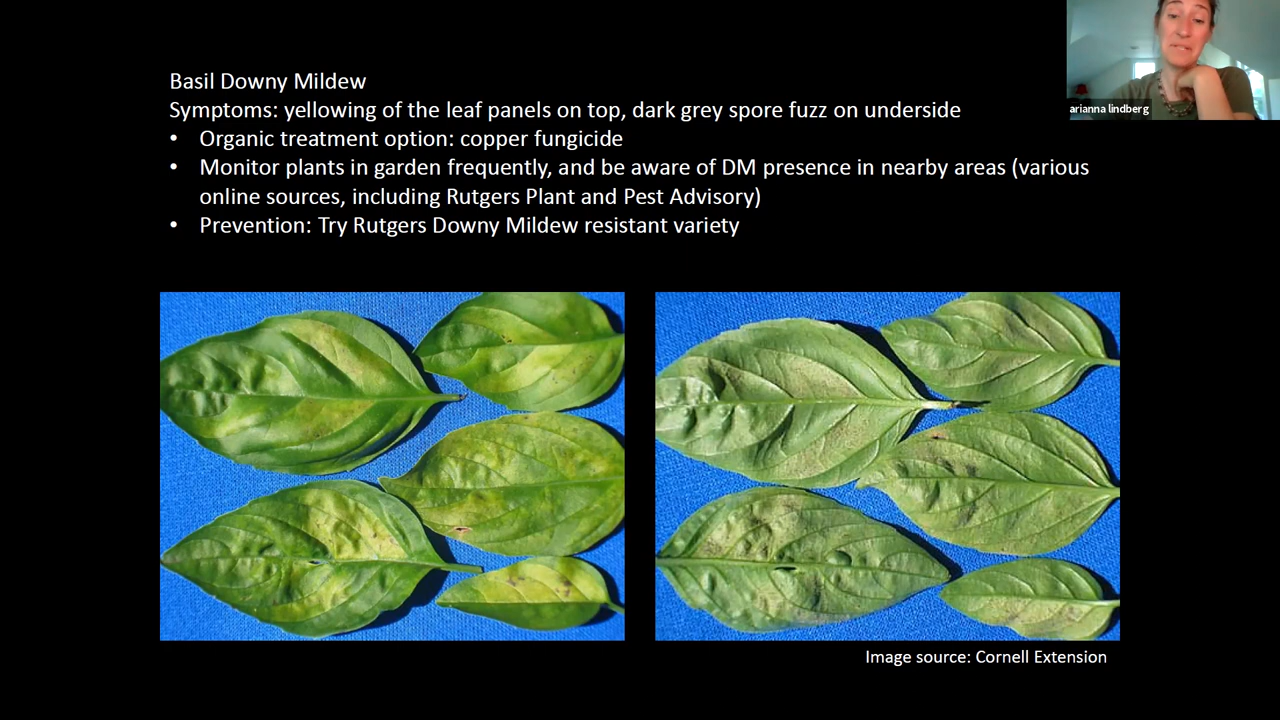 Basil Downy Mildew
Symptoms: yellowing of the leaf panels on top, dark grey spore fuzz on underside
• Organic treatment option: copper fungicide
• Monitor plants in garden frequently, and be aware of DM presence in nearby areas (various
online sources, including Rutgers Plant and Pest Advisory)
• Prevention: Try Rutgers Downy Mildew resistant variety
arianna lindberg
Image source: Cornell Extension